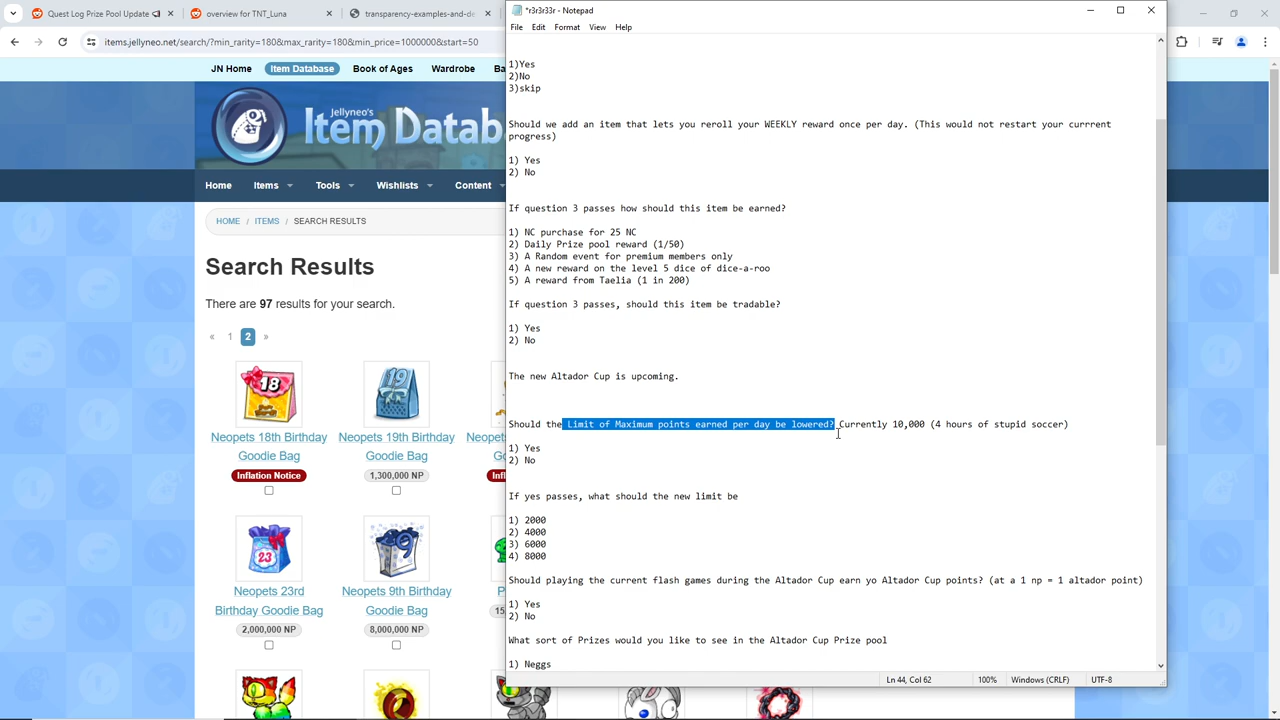 Quest Log Prize Pool Updated
overview for TNT_Luna
transparency-examples-and-de
items.jellyneo.net/search/?min_rarity=180&max_rarity=180&min_price=1000000&start=50
JN Home
Item Database
Book of Ages
Wardrobe
Jellyneo's
Item Datab
Home
Items
Tools
Wishlists
Content
HOME / ITEMS / SEARCH RESULTS
Search Results
There are 97 results for your search.
« 1 2 »
Neopets 18th Birthday
Goodie Bag
Inflation Notice
Neopets 19th Birthday
Goodie Bag
1,300,000 NP
Neopets
Neopets 23rd
Birthday Goodie Bag
2,000,000 NP
Neopets 9th Birthday
Goodie Bag
8,000,000 NP
*r3r3r33r - Notepad
File Edit Format View Help
1)Yes
2)No
3)skip
Should we add an item that lets you reroll your WEEKLY reward once per day. (This would not restart your currrent
progress)
1) Yes
2) No
If question 3 passes how should this item be earned?
1) NC purchase for 25 NC
2) Daily Prize pool reward (1/50)
3) A Random event for premium members only
4) A new reward on the level 5 dice of dice-a-roo
5) A reward from Taelia (1 in 200)
If question 3 passes, should this item be tradable?
1) Yes
2) No
The new Altador Cup is upcoming.
Should the Limit of Maximum points earned per day be lowered? Currently 10,000 (4 hours of stupid soccer)
1) Yes
2) No
If yes passes, what should the new limit be
1) 2000
2) 4000
3) 6000
4) 8000
Should playing the current flash games during the Altador Cup earn yo Altador Cup points? (at a 1 np = 1 altador point)
1) Yes
2) No
What sort of Prizes would you like to see in the Altador Cup Prize pool
1) Neggs
Ln 44, Col 62
100%
Windows (CRLF)
UTF-8